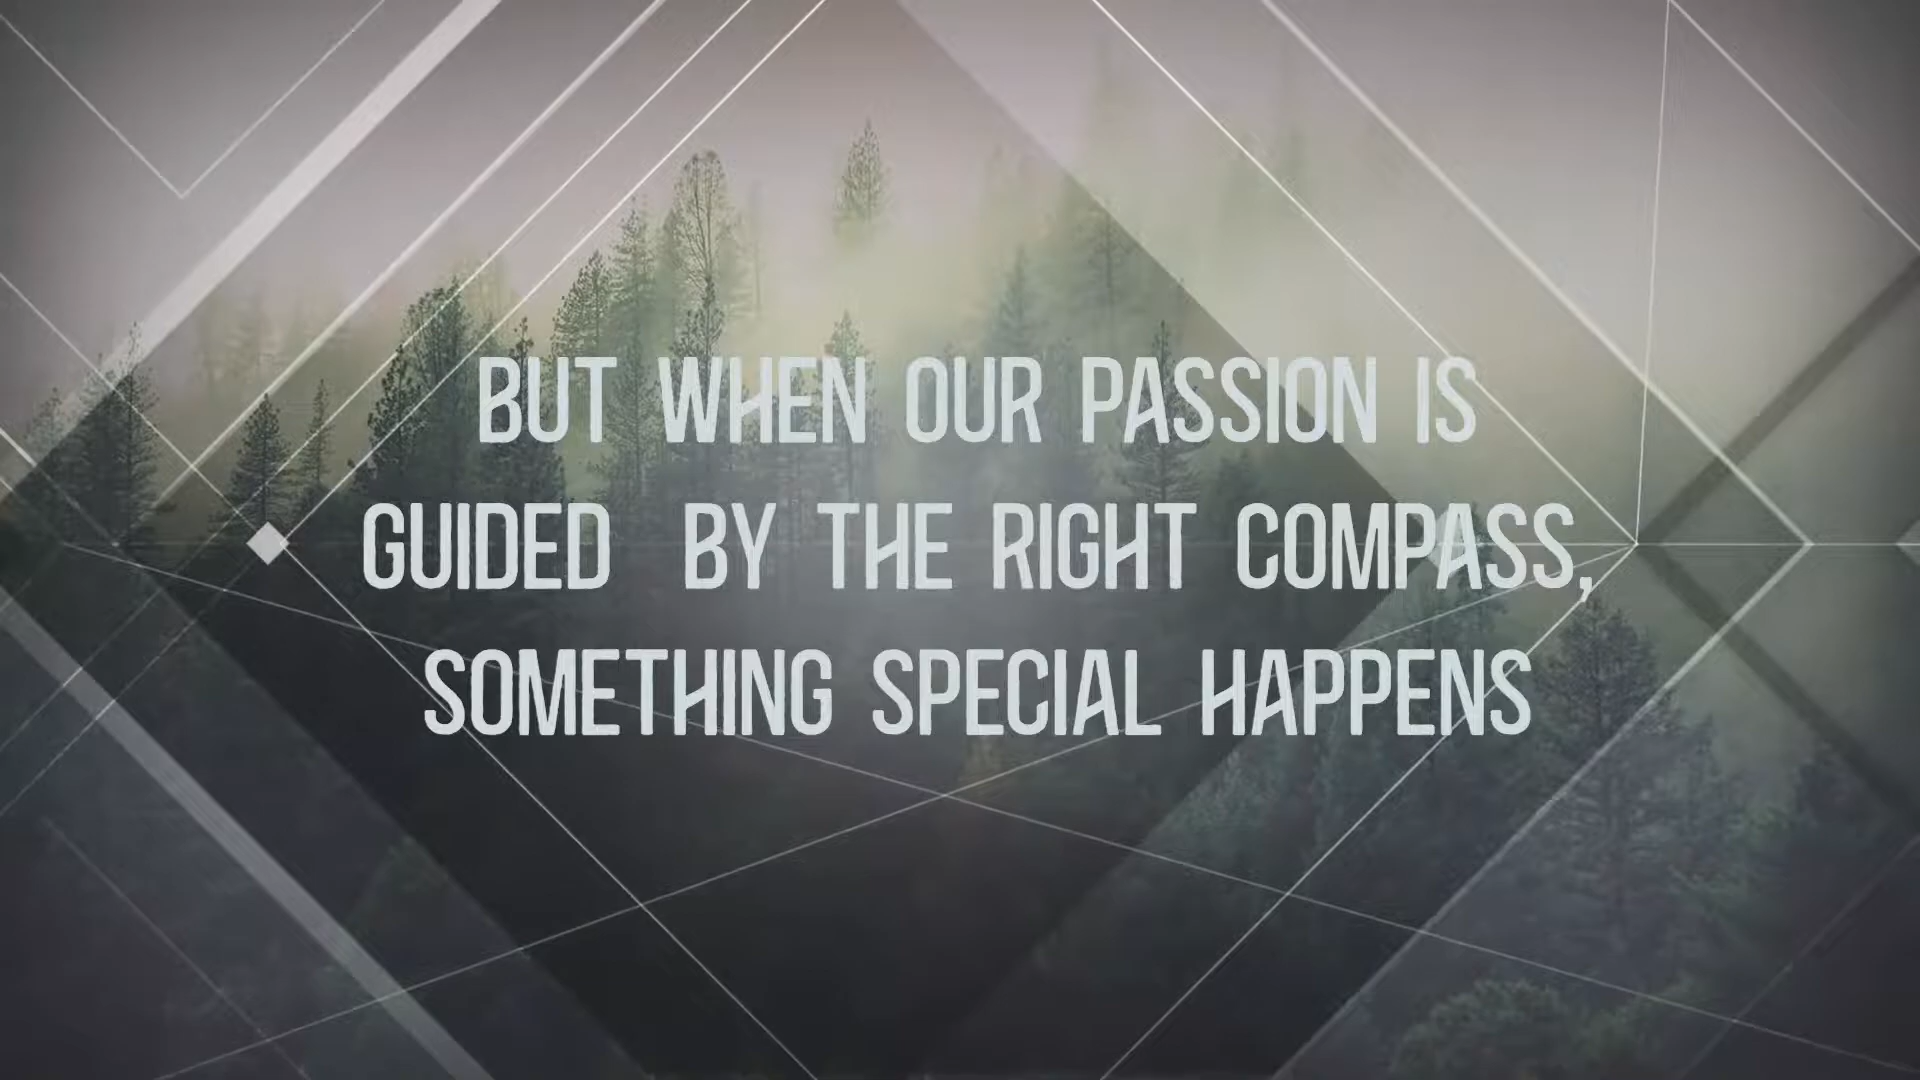 BUT WHEN OUR PASSION IS
GUIDED BY THE RIGHT COMPASS,
SOMETHING SPECIAL HAPPENS